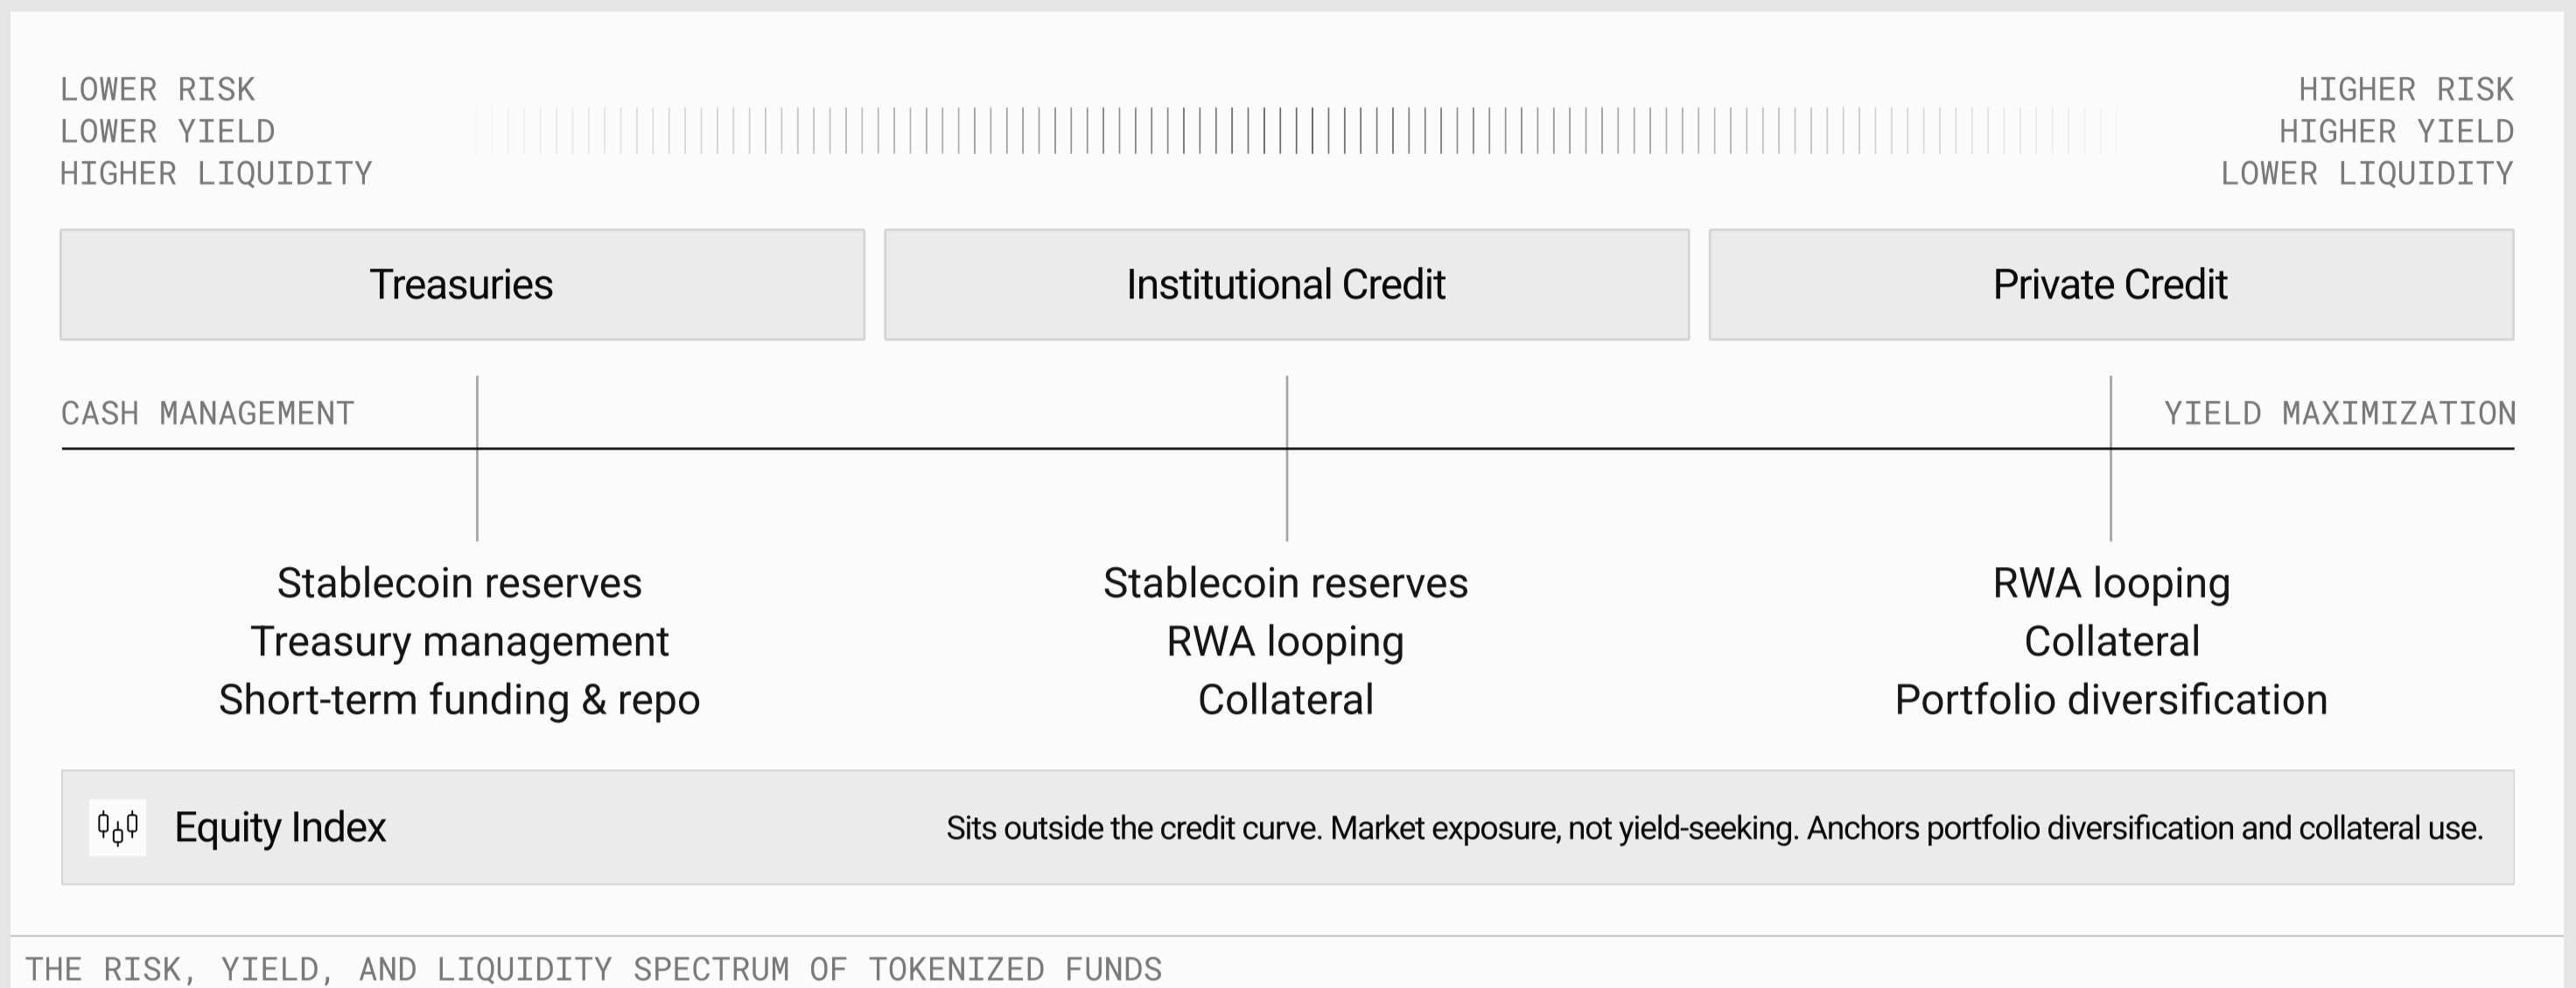 LOWER RISK
LOWER YIELD
HIGHER LIQUIDITY
HIGHER RISK
HIGHER YIELD
LOWER LIQUIDITY
Treasuries
Institutional Credit
Private Credit
CASH MANAGEMENT
YIELD MAXIMIZATION
Stablecoin reserves
Treasury management
Short-term funding & repo
Stablecoin reserves
RWA looping
Collateral
RWA looping
Collateral
Portfolio diversification
Equity Index
Sits outside the credit curve. Market exposure, not yield-seeking. Anchors portfolio diversification and collateral use.
THE RISK, YIELD, AND LIQUIDITY SPECTRUM OF TOKENIZED FUNDS